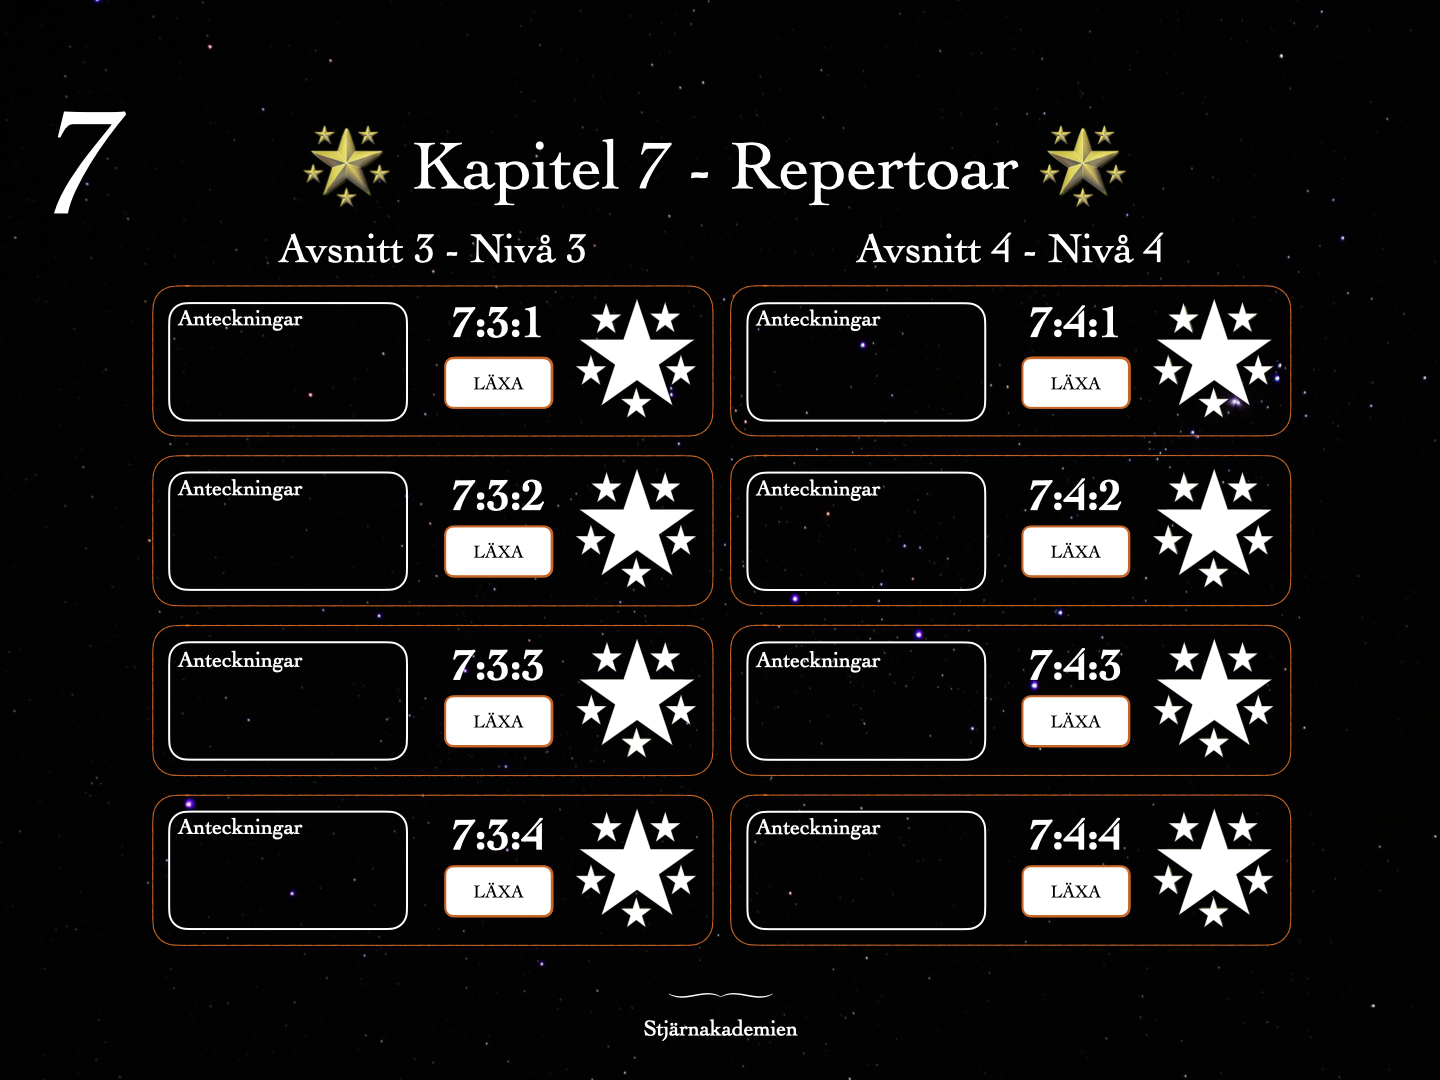 7
Kapitel 7 - Repertoar
Avsnitt 3 - Nivå 3
Anteckningar
7:3:1
LÄXA
Anteckningar
7:3:2
LÄXA
Anteckningar
7:3:3
LÄXA
Anteckningar
7:3:4
LÄXA
Avsnitt 4 - Nivå 4
Anteckningar
7:4:1
LÄXA
Anteckningar
7:4:2
LÄXA
Anteckningar
7:4:3
LÄXA
Anteckningar
7:4:4
LÄXA
Stjärnakademien